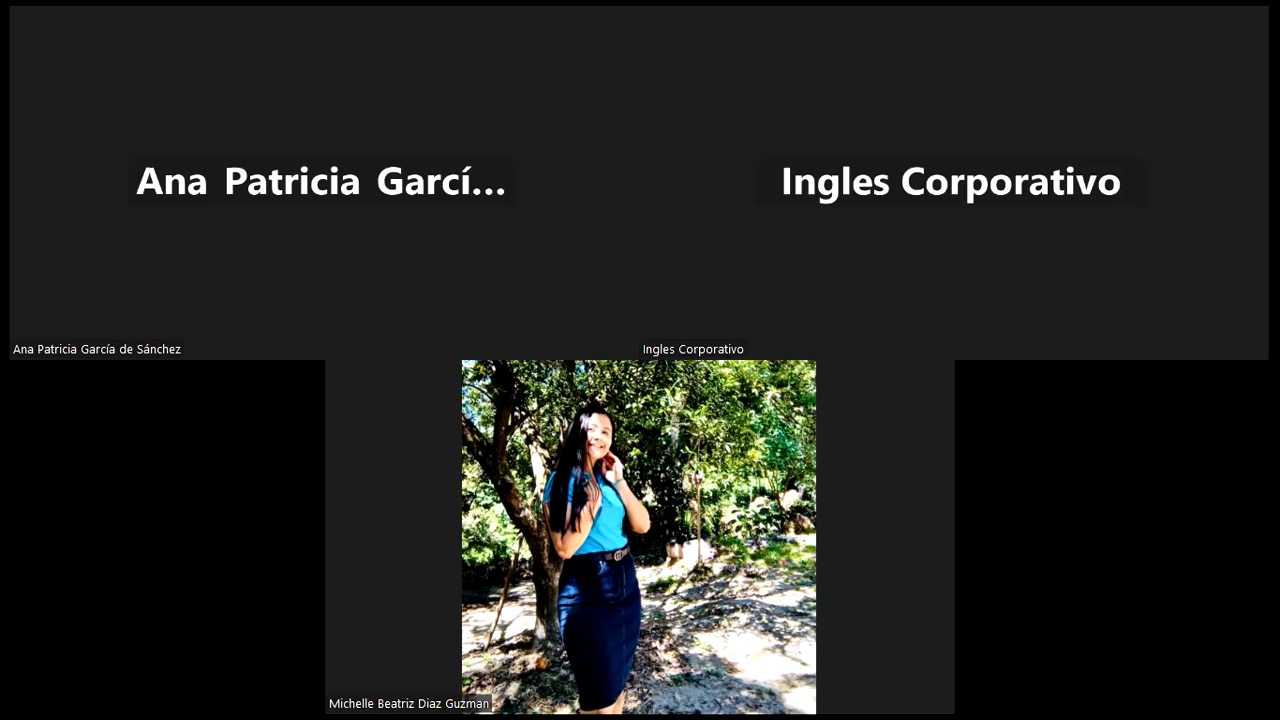 Ana Patricia Garcí...
Ingles Corporativo
Ana Patricia García de Sánchez
Ingles Corporativo
Michelle Beatriz Diaz Guzman